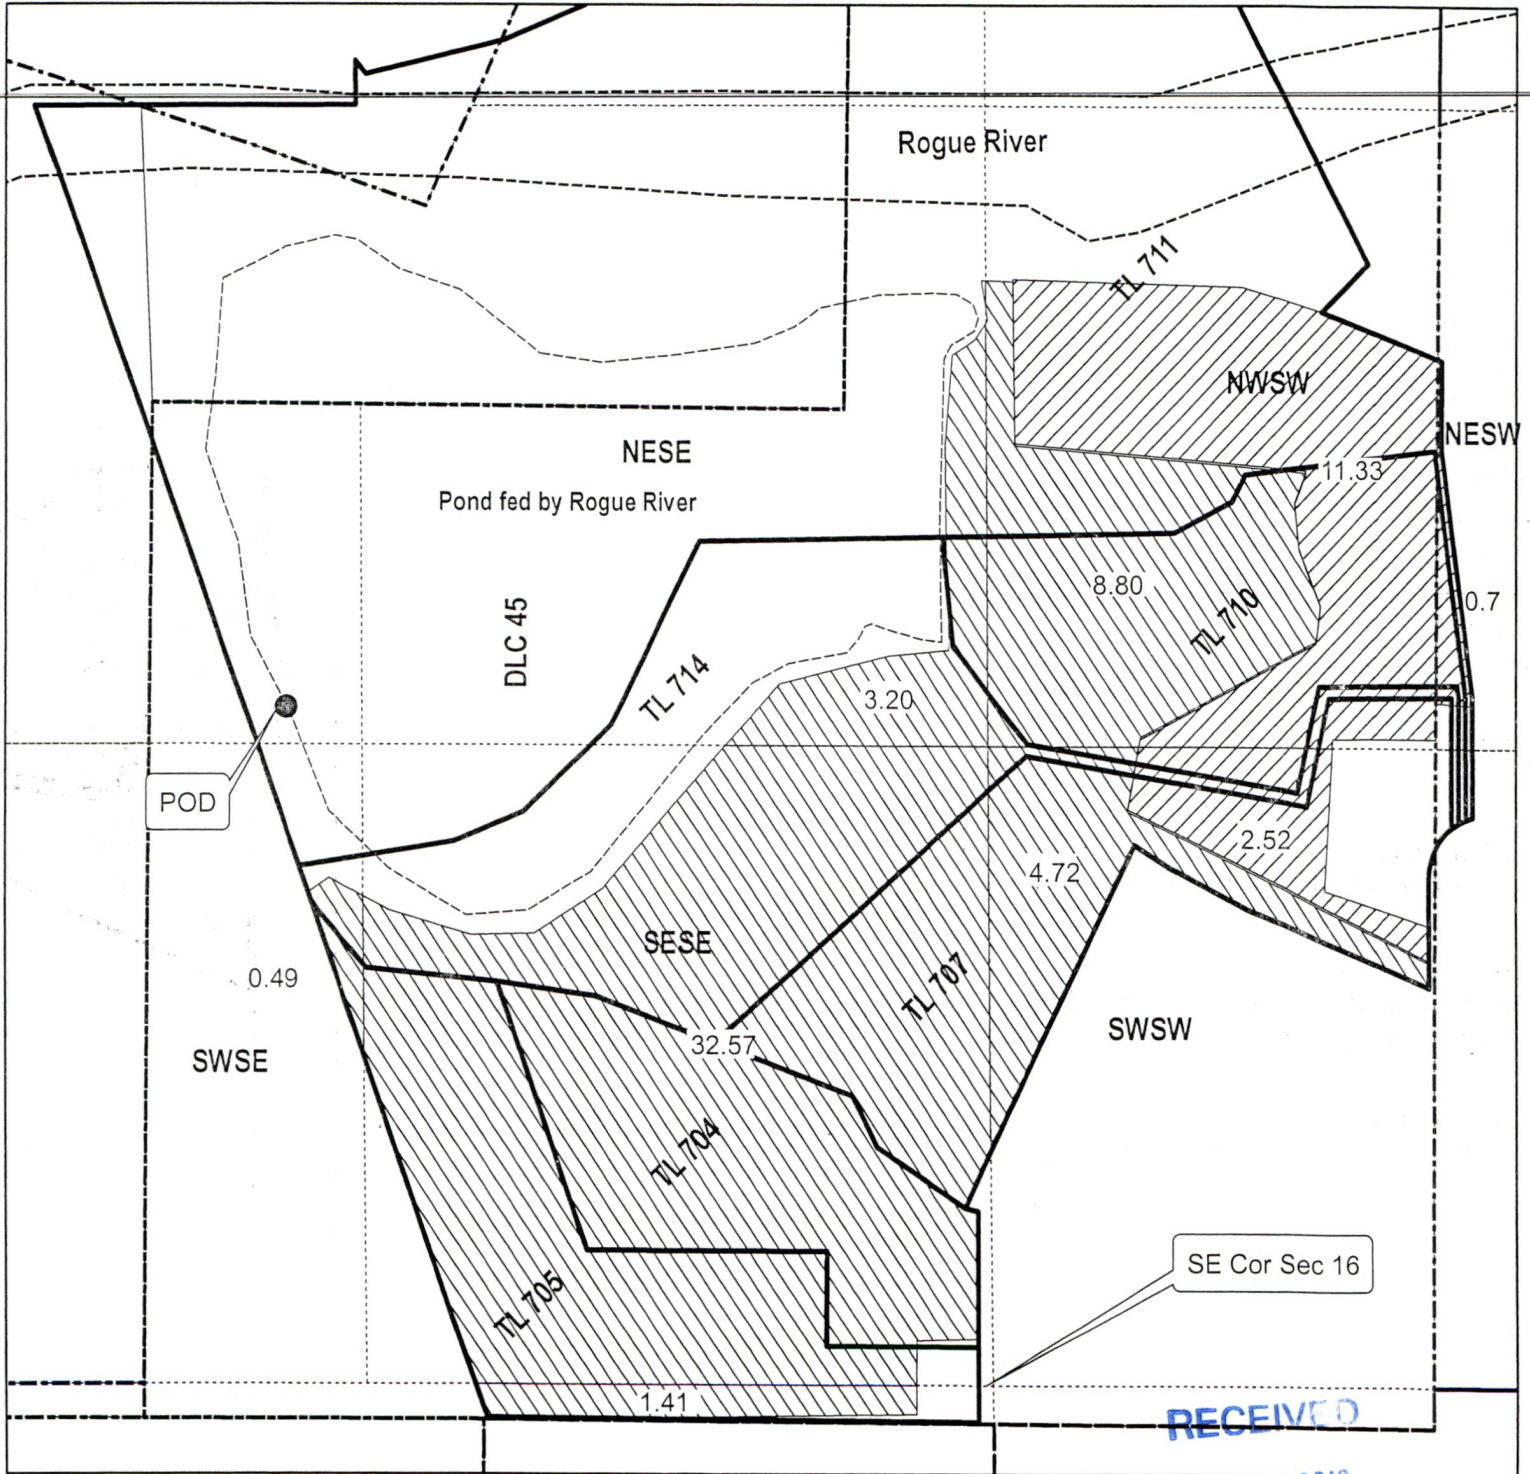 Rogue River
TL 711
NWSW
NESW
NESE
11.33
Pond fed by Rogue River
8.80
0.7
TL 710
DLC 45
TL 714
3.20
POD
2.52
4.72
SESE
0.49
TL 707
32.57
SWSW
SWSE
TL 704
SE Cor Sec 16
TL 705
1.41
RECEIVED